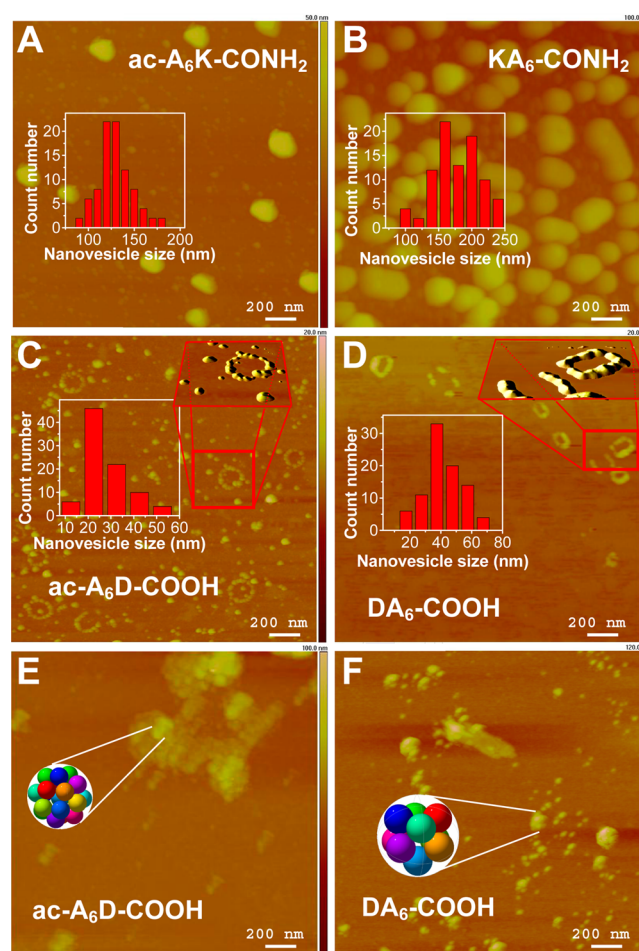 50.0 nm
100.0 nm
A
ac-A₆K-CONH₂
B
KA₆-CONH₂
Count number
20
15
10
5
0
100 150 200
Nanovesicle size (nm)
200 nm
Count number
20
15
10
5
0
100 150 200 250
Nanovesicle size (nm)
200 nm
20.0 nm
C
D
Count number
40
30
20
10
0
10 20 30 40 50 60
Nanovesicle size (nm)
ac-A₆D-COOH
200 nm
Count number
30
20
10
0
20 40 60 80
Nanovesicle size (nm)
DA₆-COOH
200 nm
100.0 nm
E
F
ac-A₆D-COOH
200 nm
DA₆-COOH
200 nm